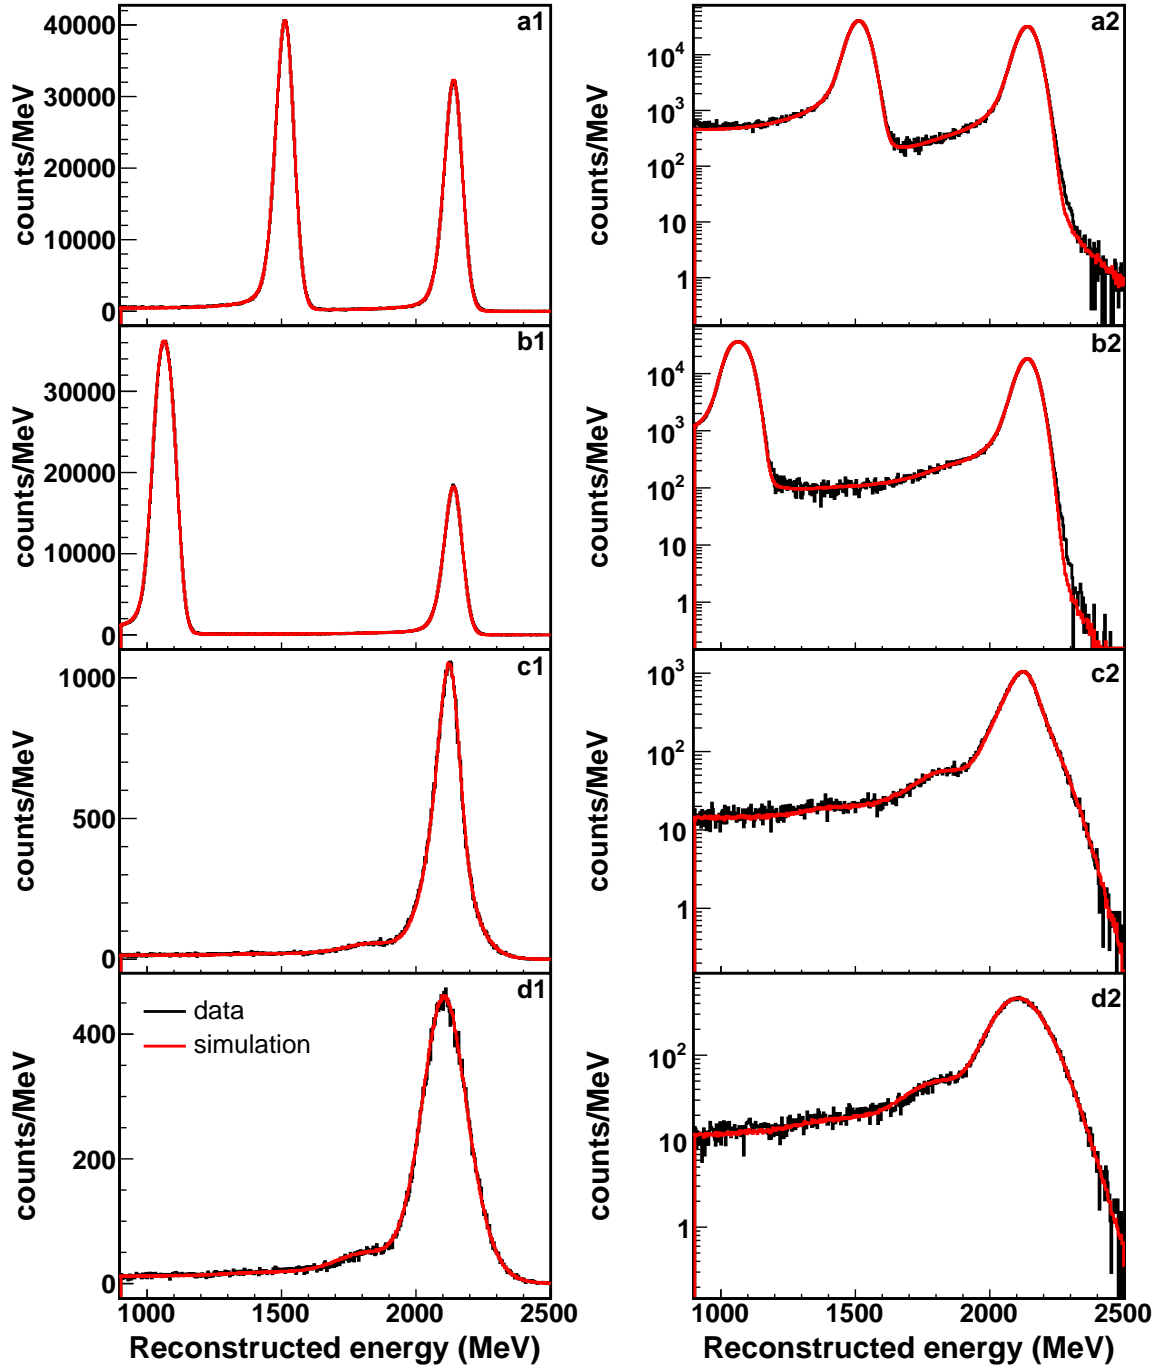 a1
counts/MeV
40000
30000
20000
10000
0
a2
counts/MeV
10^4
10^3
10^2
10
1
b1
counts/MeV
30000
20000
10000
0
b2
counts/MeV
10^4
10^3
10^2
10
1
c1
counts/MeV
1000
500
0
c2
counts/MeV
10^3
10^2
10
1
d1
data
simulation
counts/MeV
400
200
0
1000 1500 2000 2500
Reconstructed energy (MeV)
d2
counts/MeV
10^2
10
1
1000 1500 2000 2500
Reconstructed energy (MeV)